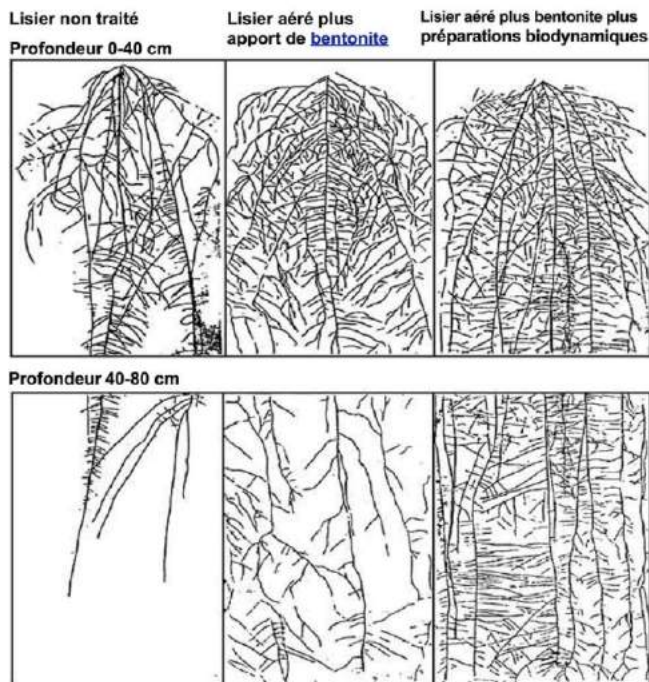 Lisier non traité
Lisier aéré plus
apport de bentonite
Lisier aéré plus bentonite plus
préparations biodynamiques
Profondeur 0-40 cm
Profondeur 40-80 cm